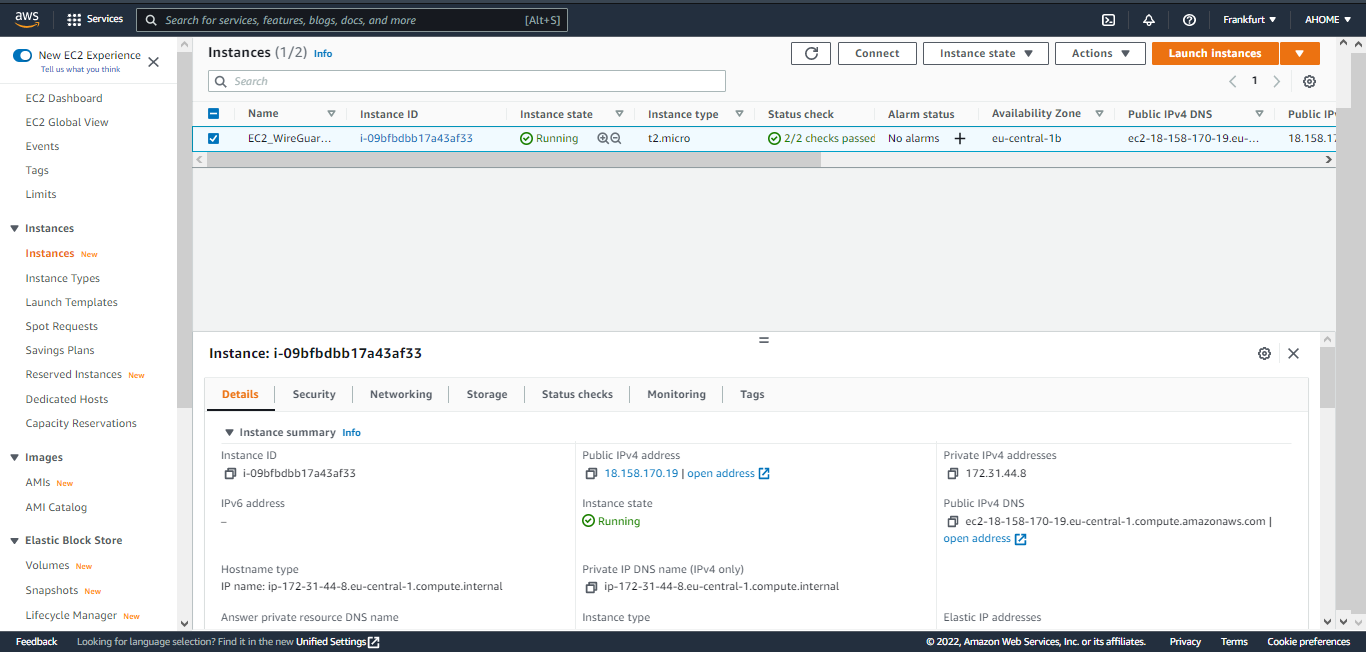 aws Services Search for services, features, blogs, docs, and more [Alt+S] Frankfurt ▼ AHOME ▼
New EC2 Experience
Tell us what you think
EC2 Dashboard
EC2 Global View
Events
Tags
Limits
Instances
Instances New
Instance Types
Launch Templates
Spot Requests
Savings Plans
Reserved Instances New
Dedicated Hosts
Capacity Reservations
Images
AMIs New
AMI Catalog
Elastic Block Store
Volumes New
Snapshots New
Lifecycle Manager New
Instances (1/2) Info Connect Instance state ▼ Actions ▼ Launch instances ▼
Search 1
Name Instance ID Instance state Instance type Status check Alarm status Availability Zone Public IPv4 DNS Public IPv
EC2_WireGuar... i-09bfbdbb17a43af33 Running t2.micro 2/2 checks passed No alarms + eu-central-1b ec2-18-158-170-19.eu-... 18.158.17
Instance: i-09bfbdbb17a43af33
Details Security Networking Storage Status checks Monitoring Tags
Instance summary Info
Instance ID Public IPv4 address Private IPv4 addresses
i-09bfbdbb17a43af33 18.158.170.19 | open address 172.31.44.8
IPv6 address Instance state Public IPv4 DNS
– Running ec2-18-158-170-19.eu-central-1.compute.amazonaws.com |
open address
Hostname type Private IP DNS name (IPv4 only)
IP name: ip-172-31-44-8.eu-central-1.compute.internal ip-172-31-44-8.eu-central-1.compute.internal
Answer private resource DNS name Instance type Elastic IP addresses
Feedback Looking for language selection? Find it in the new Unified Settings © 2022, Amazon Web Services, Inc. or its affiliates. Privacy Terms Cookie preferences